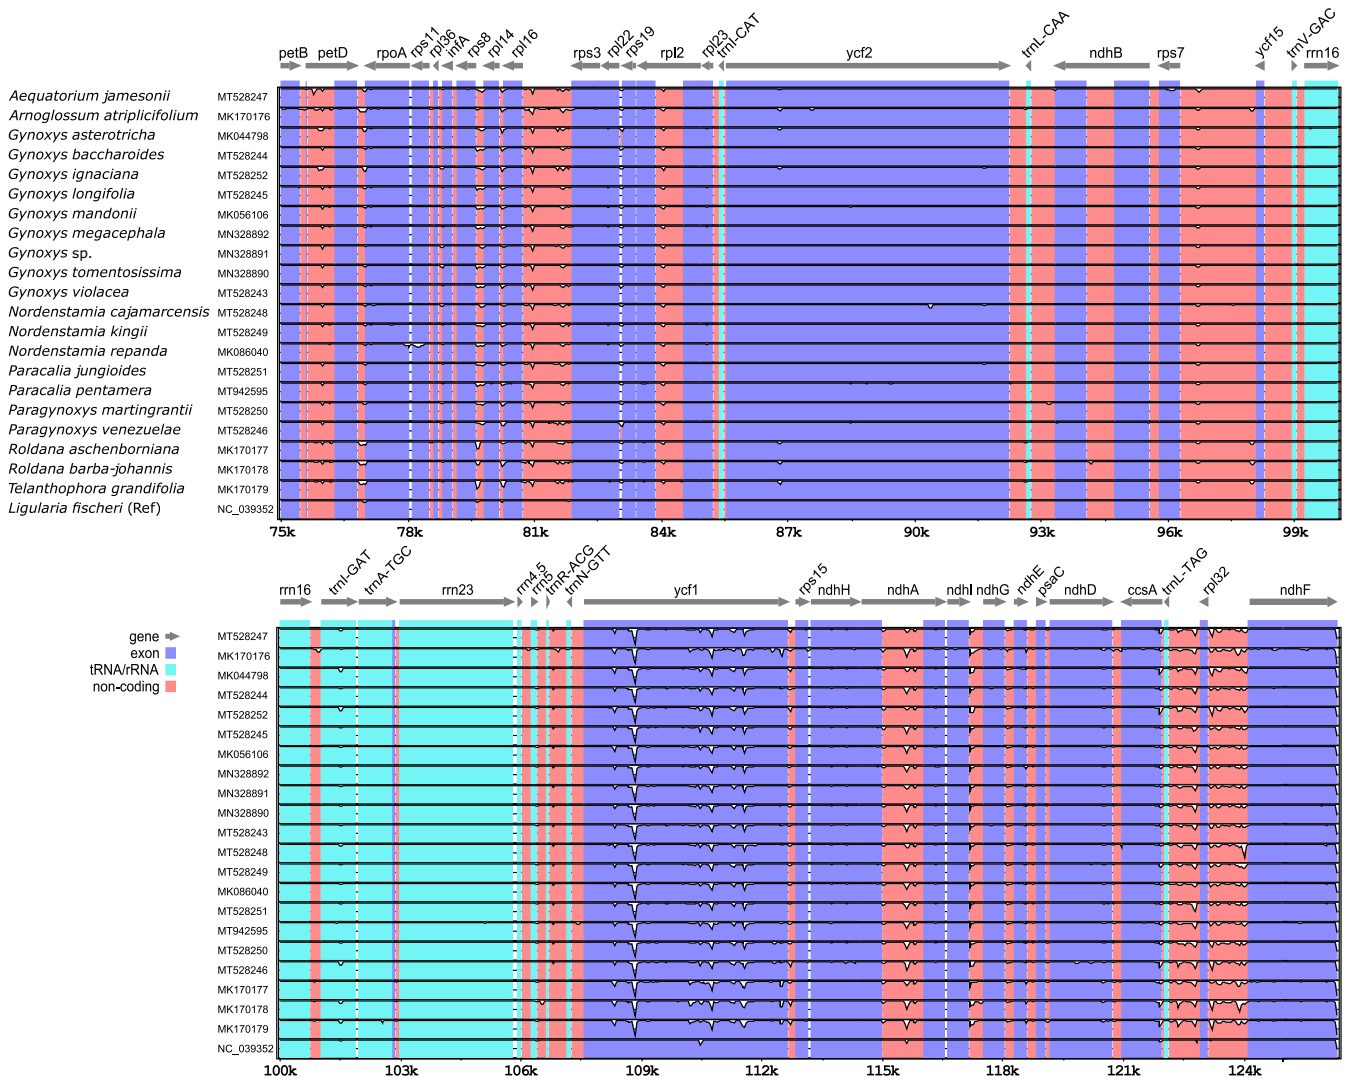 petB petD rpoA rps11 rpl36 infA rps8 rpl14 rpl16 rps3 rpl22 rps19 rpl2 rpl23 trnI-CAT ycf2 trnL-CAA ndhB rps7 ycf15 trnV-GAC rrn16
Aequatorium jamesonii MT528247
Arnoglossum atriplicifolium MK170176
Gynoxys asterotricha MK044798
Gynoxys baccharoides MT528244
Gynoxys ignaciana MT528252
Gynoxys longifolia MT528245
Gynoxys mandonii MK056106
Gynoxys megacephala MN328892
Gynoxys sp. MN328891
Gynoxys tomentosissima MN328890
Gynoxys violacea MT528243
Nordenstamia cajamarcensis MT528248
Nordenstamia kingii MT528249
Nordenstamia repanda MK086040
Paracalia jungioides MT528251
Paracalia pentamera MT942595
Paragynoxys martingrantii MT528250
Paragynoxys venezuelae MT528246
Roldana aschenborniana MK170177
Roldana barba-johannis MK170178
Telanthophora grandifolia MK170179
Ligularia fischeri (Ref) NC_039352
75k 78k 81k 84k 87k 90k 93k 96k 99k
rrn16 trnI-GAT trnA-TGC rrn23 rrn4.5 rrn5 trnR-ACG trnN-GTT ycf1 rps15 ndhH ndhA ndhI ndhG ndhE psaC ndhD ccsA trnL-TAG rpl32 ndhF
gene
exon
tRNA/rRNA
non-coding
MT528247
MK170176
MK044798
MT528244
MT528252
MT528245
MK056106
MN328892
MN328891
MN328890
MT528243
MT528248
MT528249
MK086040
MT528251
MT942595
MT528250
MT528246
MK170177
MK170178
MK170179
NC_039352
100k 103k 106k 109k 112k 115k 118k 121k 124k